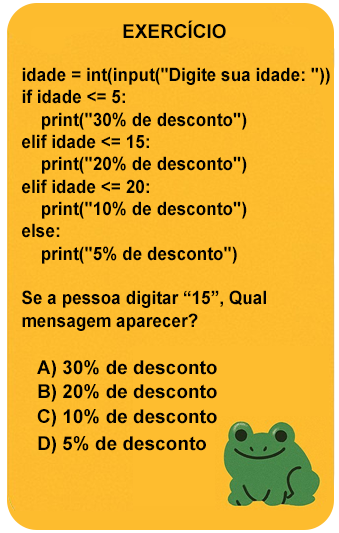 EXERCÍCIO
idade = int(input("Digite sua idade: "))
if idade <= 5:
    print("30% de desconto")
elif idade <= 15:
    print("20% de desconto")
elif idade <= 20:
    print("10% de desconto")
else:
    print("5% de desconto")
Se a pessoa digitar “15”, Qual
mensagem aparecer?
A) 30% de desconto
B) 20% de desconto
C) 10% de desconto
D) 5% de desconto